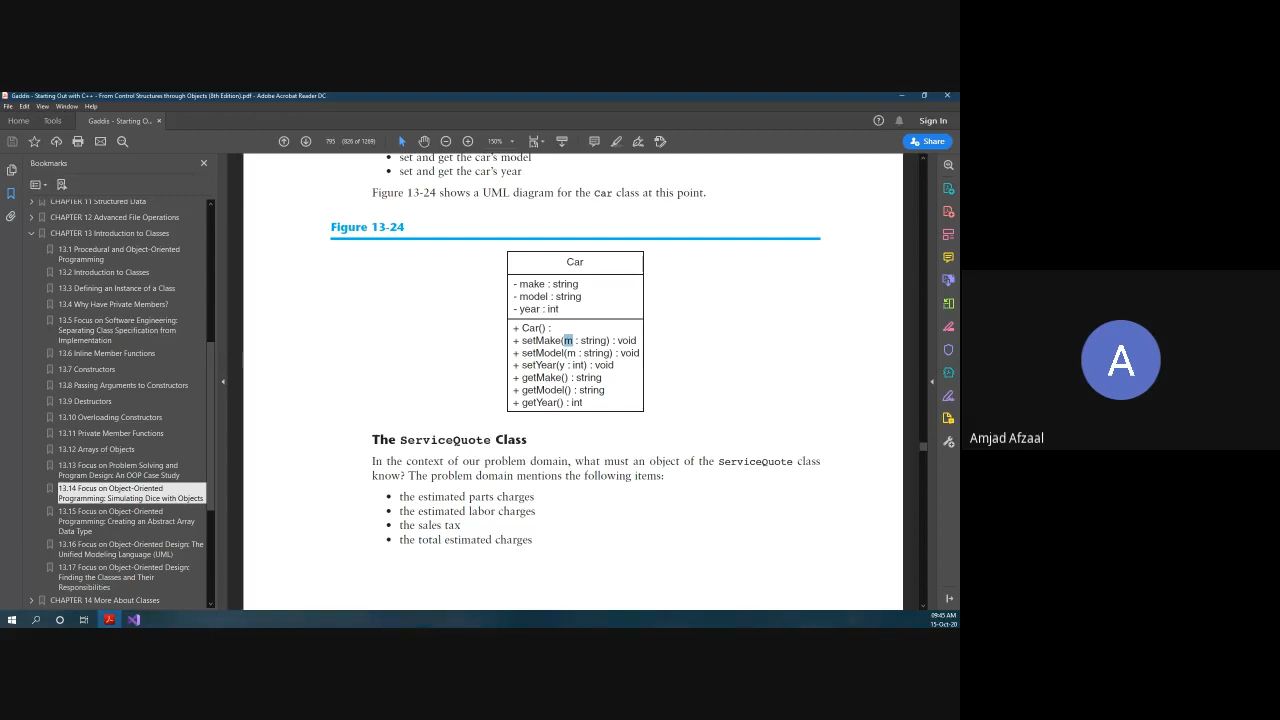 Gaddis - Starting Out with C++ - From Control Structures through Objects (8th Edition).pdf - Adobe Acrobat Reader DC
File Edit View Window Help
Home Tools Gaddis - Starting O... × Sign In
795 (826 of 1269) 150% Share
Bookmarks
CHAPTER 11 Structured Data
CHAPTER 12 Advanced File Operations
CHAPTER 13 Introduction to Classes
13.1 Procedural and Object-Oriented
Programming
13.2 Introduction to Classes
13.3 Defining an Instance of a Class
13.4 Why Have Private Members?
13.5 Focus on Software Engineering:
Separating Class Specification from
Implementation
13.6 Inline Member Functions
13.7 Constructors
13.8 Passing Arguments to Constructors
13.9 Destructors
13.10 Overloading Constructors
13.11 Private Member Functions
13.12 Arrays of Objects
13.13 Focus on Problem Solving and
Program Design: An OOP Case Study
13.14 Focus on Object-Oriented
Programming: Simulating Dice with Objects
13.15 Focus on Object-Oriented
Programming: Creating an Abstract Array
Data Type
13.16 Focus on Object-Oriented Design: The
Unified Modeling Language (UML)
13.17 Focus on Object-Oriented Design:
Finding the Classes and Their
Responsibilities
CHAPTER 14 More About Classes
• set and get the car's model
• set and get the car's year
Figure 13-24 shows a UML diagram for the Car class at this point.
Figure 13-24
Car
- make : string
- model : string
- year : int
+ Car() :
+ setMake(m : string) : void
+ setModel(m : string) : void
+ setYear(y : int) : void
+ getMake() : string
+ getModel() : string
+ getYear() : int
The ServiceQuote Class
In the context of our problem domain, what must an object of the ServiceQuote class
know? The problem domain mentions the following items:
• the estimated parts charges
• the estimated labor charges
• the sales tax
• the total estimated charges
09:45 AM
15-Oct-20
A
Amjad Afzaal